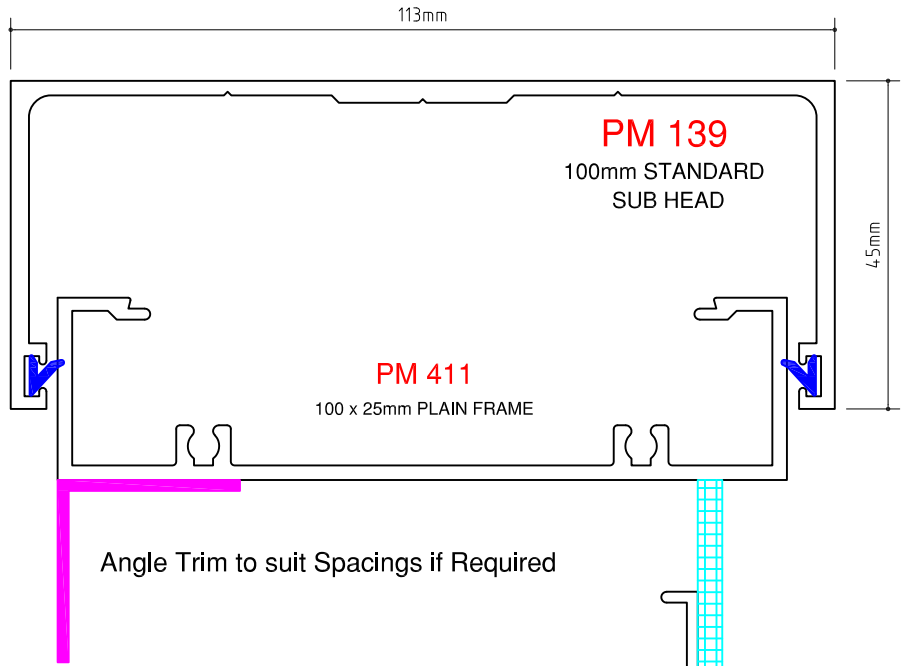 113mm
PM 139
100mm STANDARD
SUB HEAD
45mm
PM 411
100 x 25mm PLAIN FRAME
Angle Trim to suit Spacings if Required